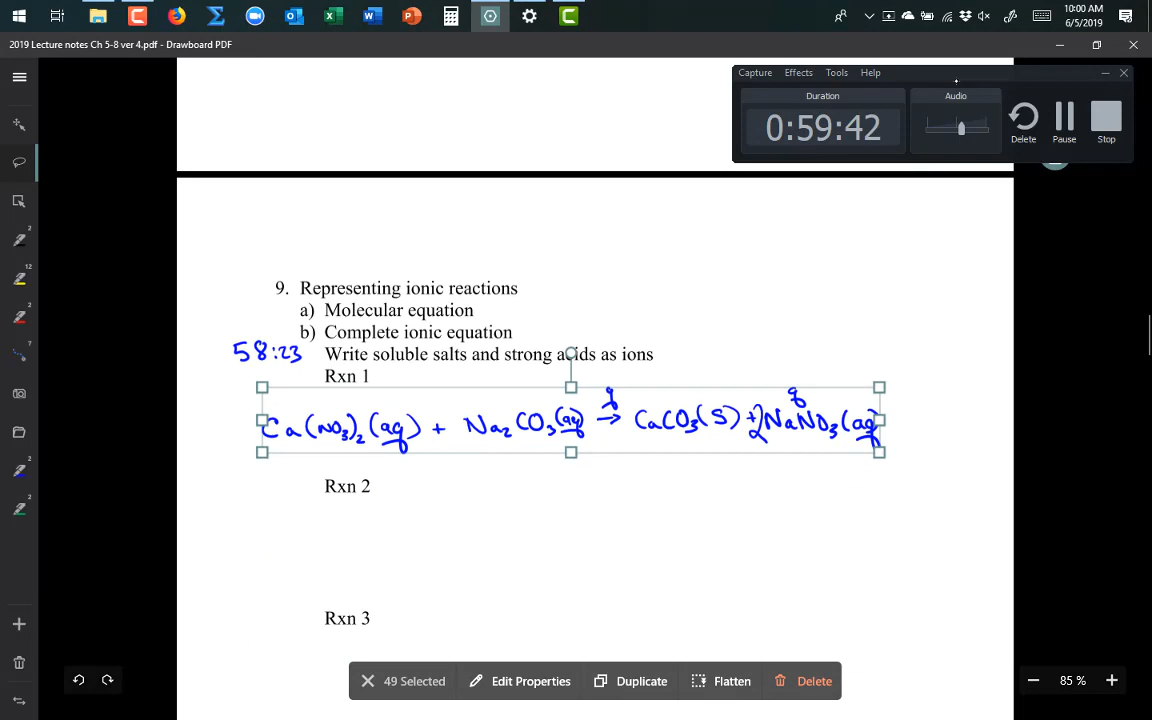 10:00 AM
6/5/2019
2019 Lecture notes Ch 5-8 ver 4.pdf - Drawboard PDF
Capture Effects Tools Help
Duration
Audio
0:59:42
Delete Pause Stop
9. Representing ionic reactions
a) Molecular equation
b) Complete ionic equation
58:23 Write soluble salts and strong acids as ions
Rxn 1
Ca(NO3)2(aq) + Na2CO3(aq) → CaCO3(S) + 2NaNO3(aq)
Rxn 2
Rxn 3
49 Selected Edit Properties Duplicate Flatten Delete
85 %